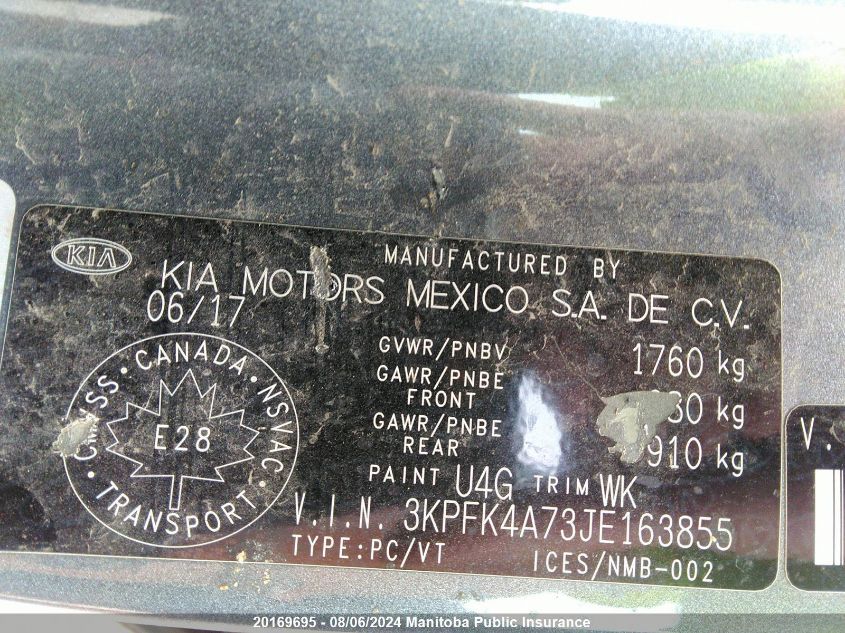 KIA
MANUFACTURED BY
KIA MOTORS MEXICO S.A. DE C.V.
06/17
GVWR/PNBV 1760 kg
GAWR/PNBE
FRONT kg
GAWR/PNBE
REAR 910 kg
PAINT U4G TRIM WK
V.I.N. 3KPFK4A73JE163855
TYPE:PC/VT ICES/NMB-002
CANADA · NSVAC
E28
TRANSPORT
V.
20169695 - 08/06/2024 Manitoba Public Insurance